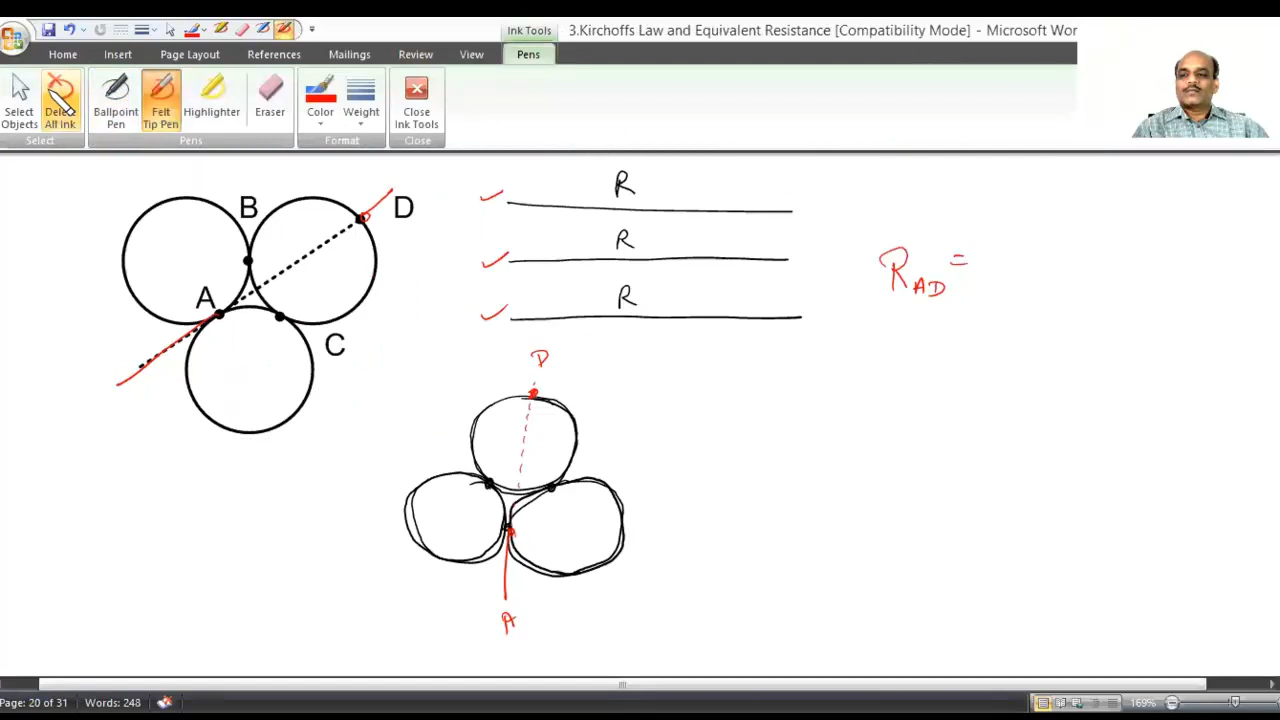 Ink Tools
3.Kirchoffs Law and Equivalent Resistance [Compatibility Mode] - Microsoft Wor
Home Insert Page Layout References Mailings Review View Pens
Select Objects
Delete All Ink
Ballpoint Pen
Felt Tip Pen
Highlighter
Eraser
Color
Weight
Close Ink Tools
Select Pens Format Close
B
D
A
C
R
R
R
R AD =
D
A
Page: 20 of 31 Words: 248 169%